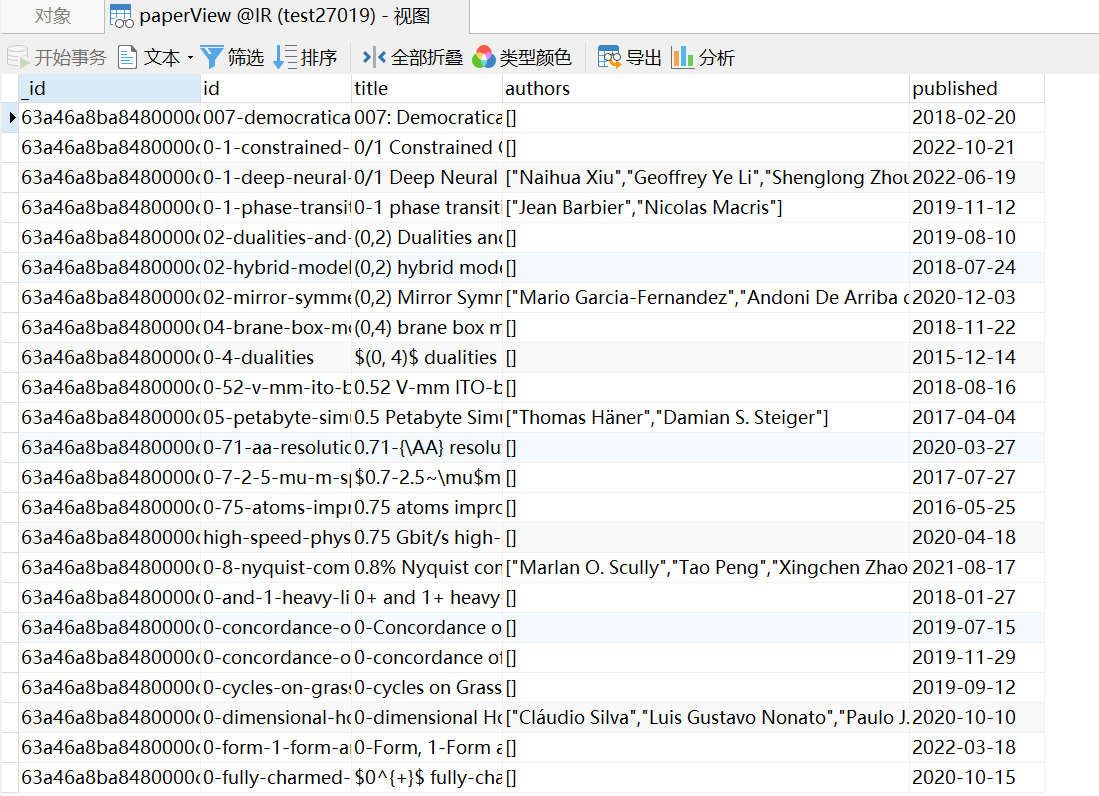 对象 paperView @IR (test27019) - 视图
开始事务 文本 筛选 排序 全部折叠 类型颜色 导出 分析
_id id title authors published
63a46a8ba8480000 007-democratica 007: Democratica [] 2018-02-20
63a46a8ba8480000 0-1-constrained- 0/1 Constrained [] 2022-10-21
63a46a8ba8480000 0-1-deep-neural- 0/1 Deep Neural ["Naihua Xiu","Geoffrey Ye Li","Shenglong Zhou 2022-06-19
63a46a8ba8480000 0-1-phase-transi 0-1 phase transiti ["Jean Barbier","Nicolas Macris"] 2019-11-12
63a46a8ba8480000 02-dualities-and- (0,2) Dualities and [] 2019-08-10
63a46a8ba8480000 02-hybrid-model (0,2) hybrid mode [] 2018-07-24
63a46a8ba8480000 02-mirror-symme (0,2) Mirror Symm ["Mario Garcia-Fernandez","Andoni De Arriba d 2020-12-03
63a46a8ba8480000 04-brane-box-mo (0,4) brane box m [] 2018-11-22
63a46a8ba8480000 0-4-dualities $(0, 4)$ dualities [] 2015-12-14
63a46a8ba8480000 0-52-v-mm-ito-b 0.52 V-mm ITO-b [] 2018-08-16
63a46a8ba8480000 05-petabyte-simu 0.5 Petabyte Simu ["Thomas Häner","Damian S. Steiger"] 2017-04-04
63a46a8ba8480000 0-71-aa-resolutio 0.71-{\AA} resolu [] 2020-03-27
63a46a8ba8480000 0-7-2-5-mu-m-sp $0.7-2.5~\mu$m [] 2017-07-27
63a46a8ba8480000 0-75-atoms-impr 0.75 atoms impro [] 2016-05-25
63a46a8ba8480000 high-speed-phys 0.75 Gbit/s high- [] 2020-04-18
63a46a8ba8480000 0-8-nyquist-com 0.8% Nyquist com ["Marlan O. Scully","Tao Peng","Xingchen Zhao 2021-08-17
63a46a8ba8480000 0-and-1-heavy-li 0+ and 1+ heavy- [] 2018-01-27
63a46a8ba8480000 0-concordance-o 0-Concordance o [] 2019-07-15
63a46a8ba8480000 0-concordance-o 0-concordance of [] 2019-11-29
63a46a8ba8480000 0-cycles-on-grass 0-cycles on Grass [] 2019-09-12
63a46a8ba8480000 0-dimensional-ho 0-dimensional Ho ["Cláudio Silva","Luis Gustavo Nonato","Paulo J. 2020-10-10
63a46a8ba8480000 0-form-1-form-a 0-Form, 1-Form a [] 2022-03-18
63a46a8ba8480000 0-fully-charmed- $0^{+}$ fully-cha [] 2020-10-15